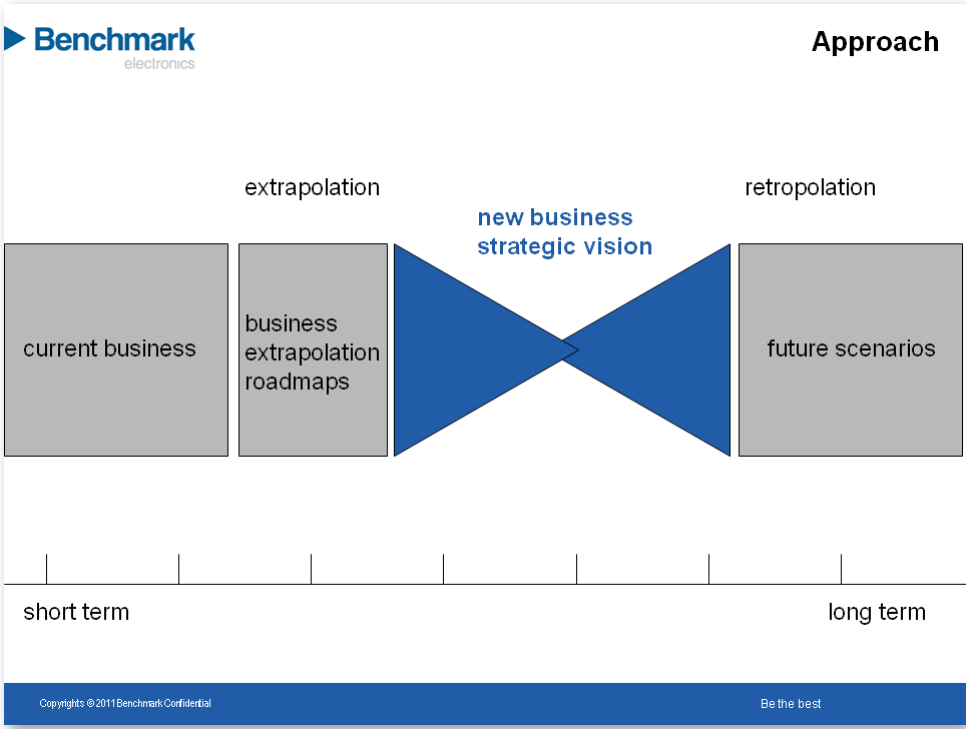 Benchmark
electronics
Approach
extrapolation
retropolation
new business
strategic vision
current business
business
extrapolation
roadmaps
future scenarios
short term
long term
Copyrights © 2011 Benchmark Confidential
Be the best